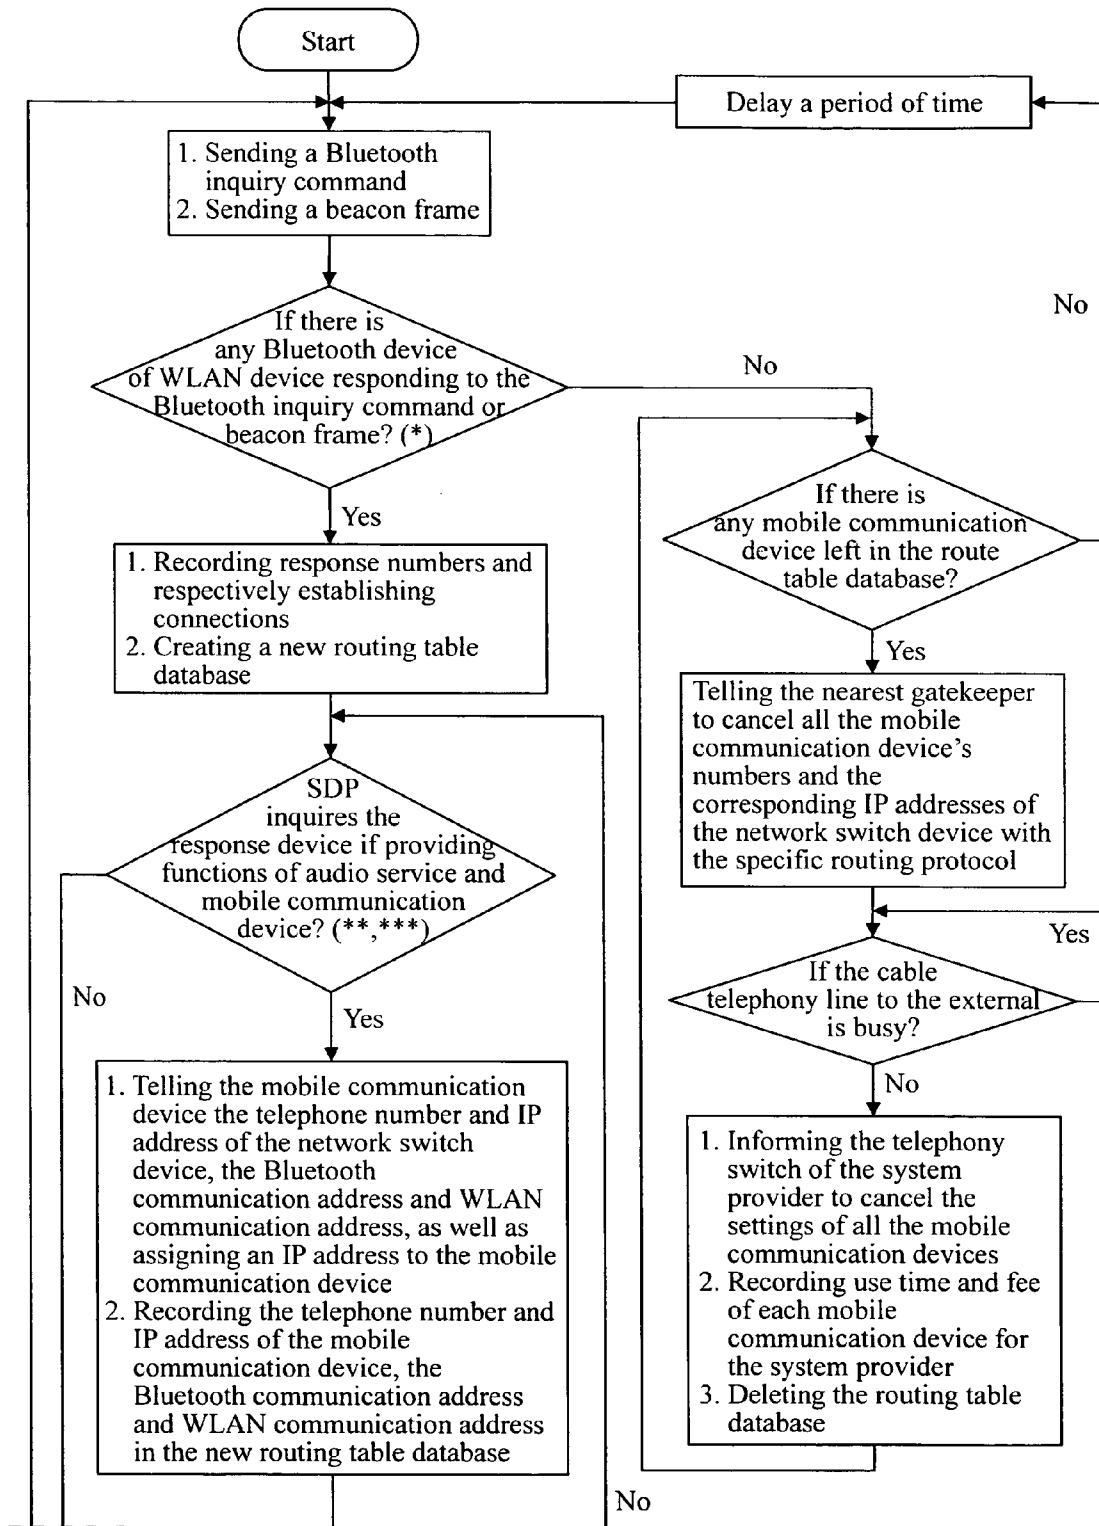 Start
Delay a period of time
1. Sending a Bluetooth
inquiry command
2. Sending a beacon frame
If there is
any Bluetooth device
of WLAN device responding to the
Bluetooth inquiry command or
beacon frame? (*)
No
No
Yes
1. Recording response numbers and
respectively establishing
connections
2. Creating a new routing table
database
If there is
any mobile communication
device left in the route
table database?
Yes
Telling the nearest gatekeeper
to cancel all the mobile
communication device's
numbers and the
corresponding IP addresses of
the network switch device with
the specific routing protocol
SDP
inquires the
response device if providing
functions of audio service and
mobile communication
device? (**,***)
No
Yes
Yes
If the cable
telephony line to the external
is busy?
No
1. Telling the mobile communication
device the telephone number and IP
address of the network switch
device, the Bluetooth
communication address and WLAN
communication address, as well as
assigning an IP address to the mobile
communication device
2. Recording the telephone number and
IP address of the mobile
communication device, the
Bluetooth communication address
and WLAN communication address
in the new routing table database
1. Informing the telephony
switch of the system
provider to cancel the
settings of all the mobile
communication devices
2. Recording use time and fee
of each mobile
communication device for
the system provider
3. Deleting the routing table
database
No